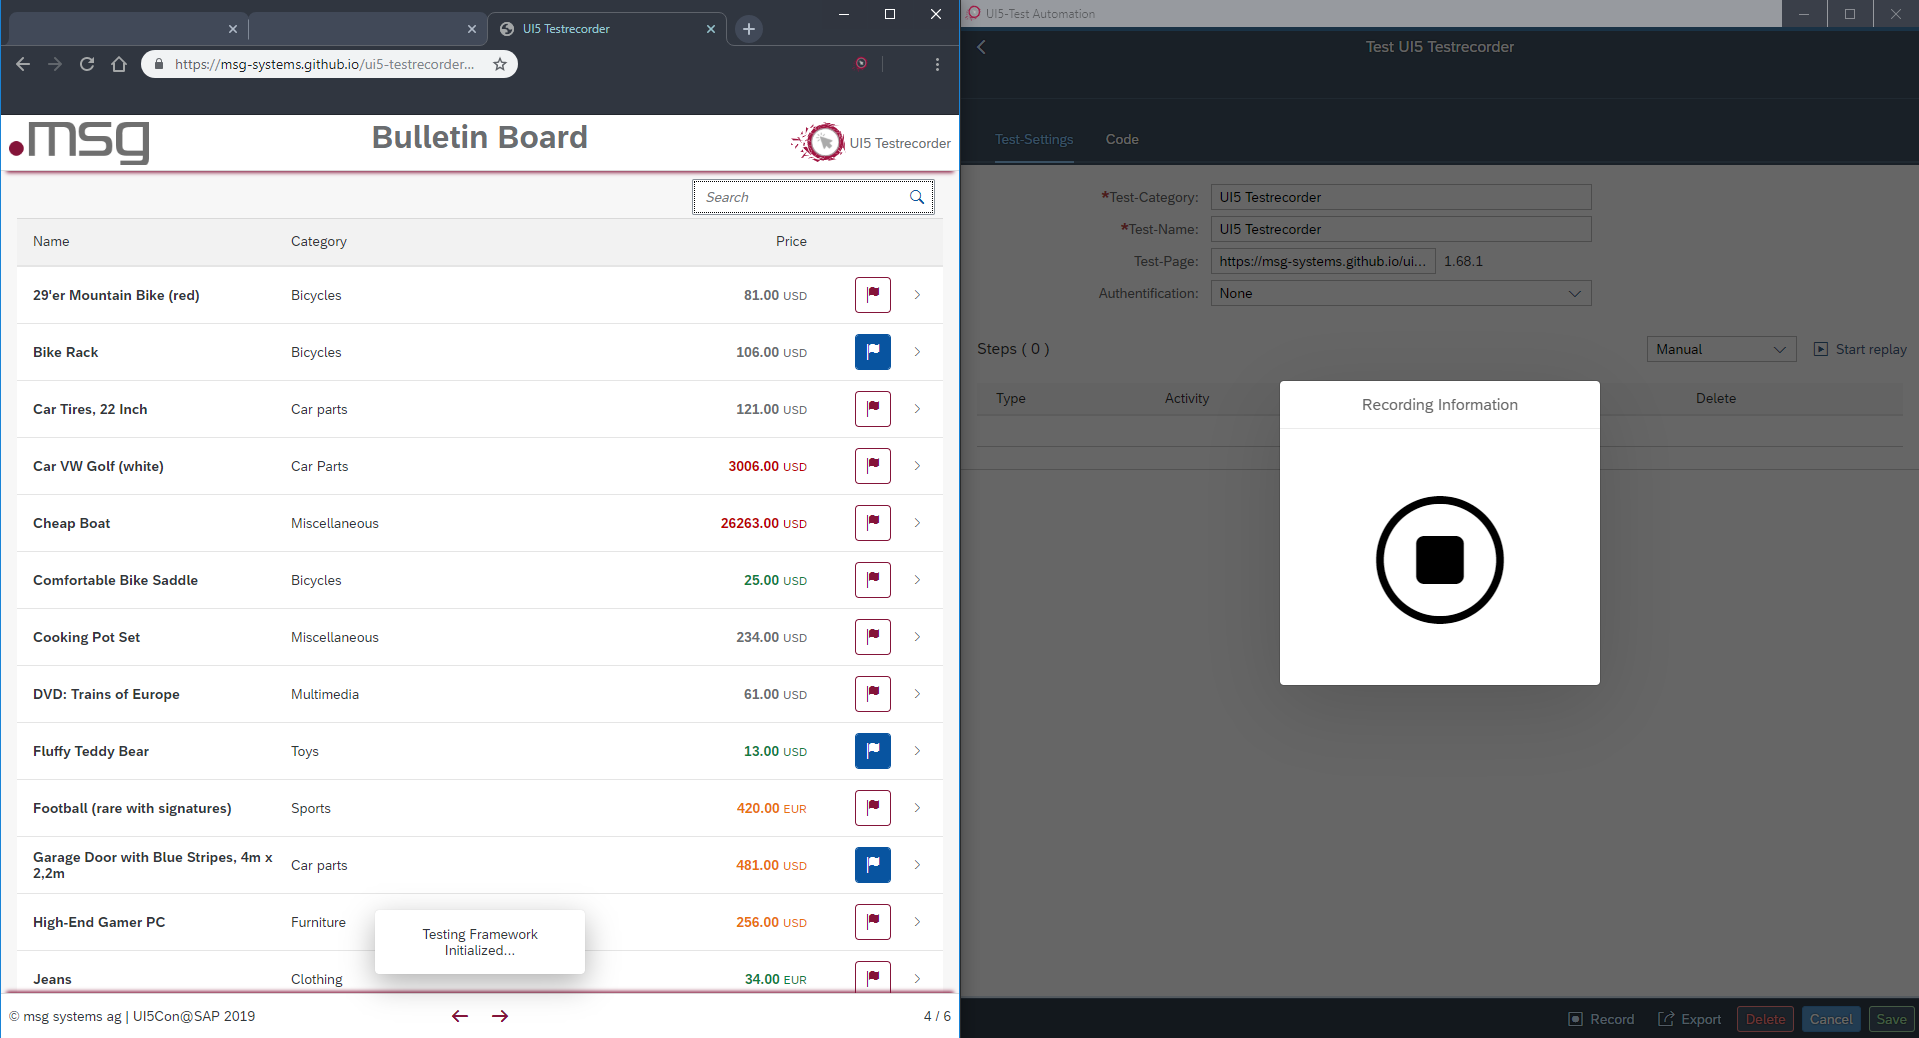 UI5 Testrecorder
https://msg-systems.github.io/ui5-testrecorder...
.msg
Bulletin Board
UI5 Testrecorder
Search
Name Category Price
29'er Mountain Bike (red) Bicycles 81.00 USD
Bike Rack Bicycles 106.00 USD
Car Tires, 22 Inch Car parts 121.00 USD
Car VW Golf (white) Car Parts 3006.00 USD
Cheap Boat Miscellaneous 26263.00 USD
Comfortable Bike Saddle Bicycles 25.00 USD
Cooking Pot Set Miscellaneous 234.00 USD
DVD: Trains of Europe Multimedia 61.00 USD
Fluffy Teddy Bear Toys 13.00 USD
Football (rare with signatures) Sports 420.00 EUR
Garage Door with Blue Stripes, 4m x
2,2m Car parts 481.00 USD
High-End Gamer PC Furniture 256.00 USD
Testing Framework
Initialized...
Jeans Clothing 34.00 EUR
© msg systems ag | UI5Con@SAP 2019 4 / 6
UI5-Test Automation
Test UI5 Testrecorder
Test-Settings Code
*Test-Category: UI5 Testrecorder
*Test-Name: UI5 Testrecorder
Test-Page: https://msg-systems.github.io/ui... 1.68.1
Authentification: None
Steps ( 0 ) Manual Start replay
Type Activity Delete
Recording Information
Record Export Delete Cancel Save